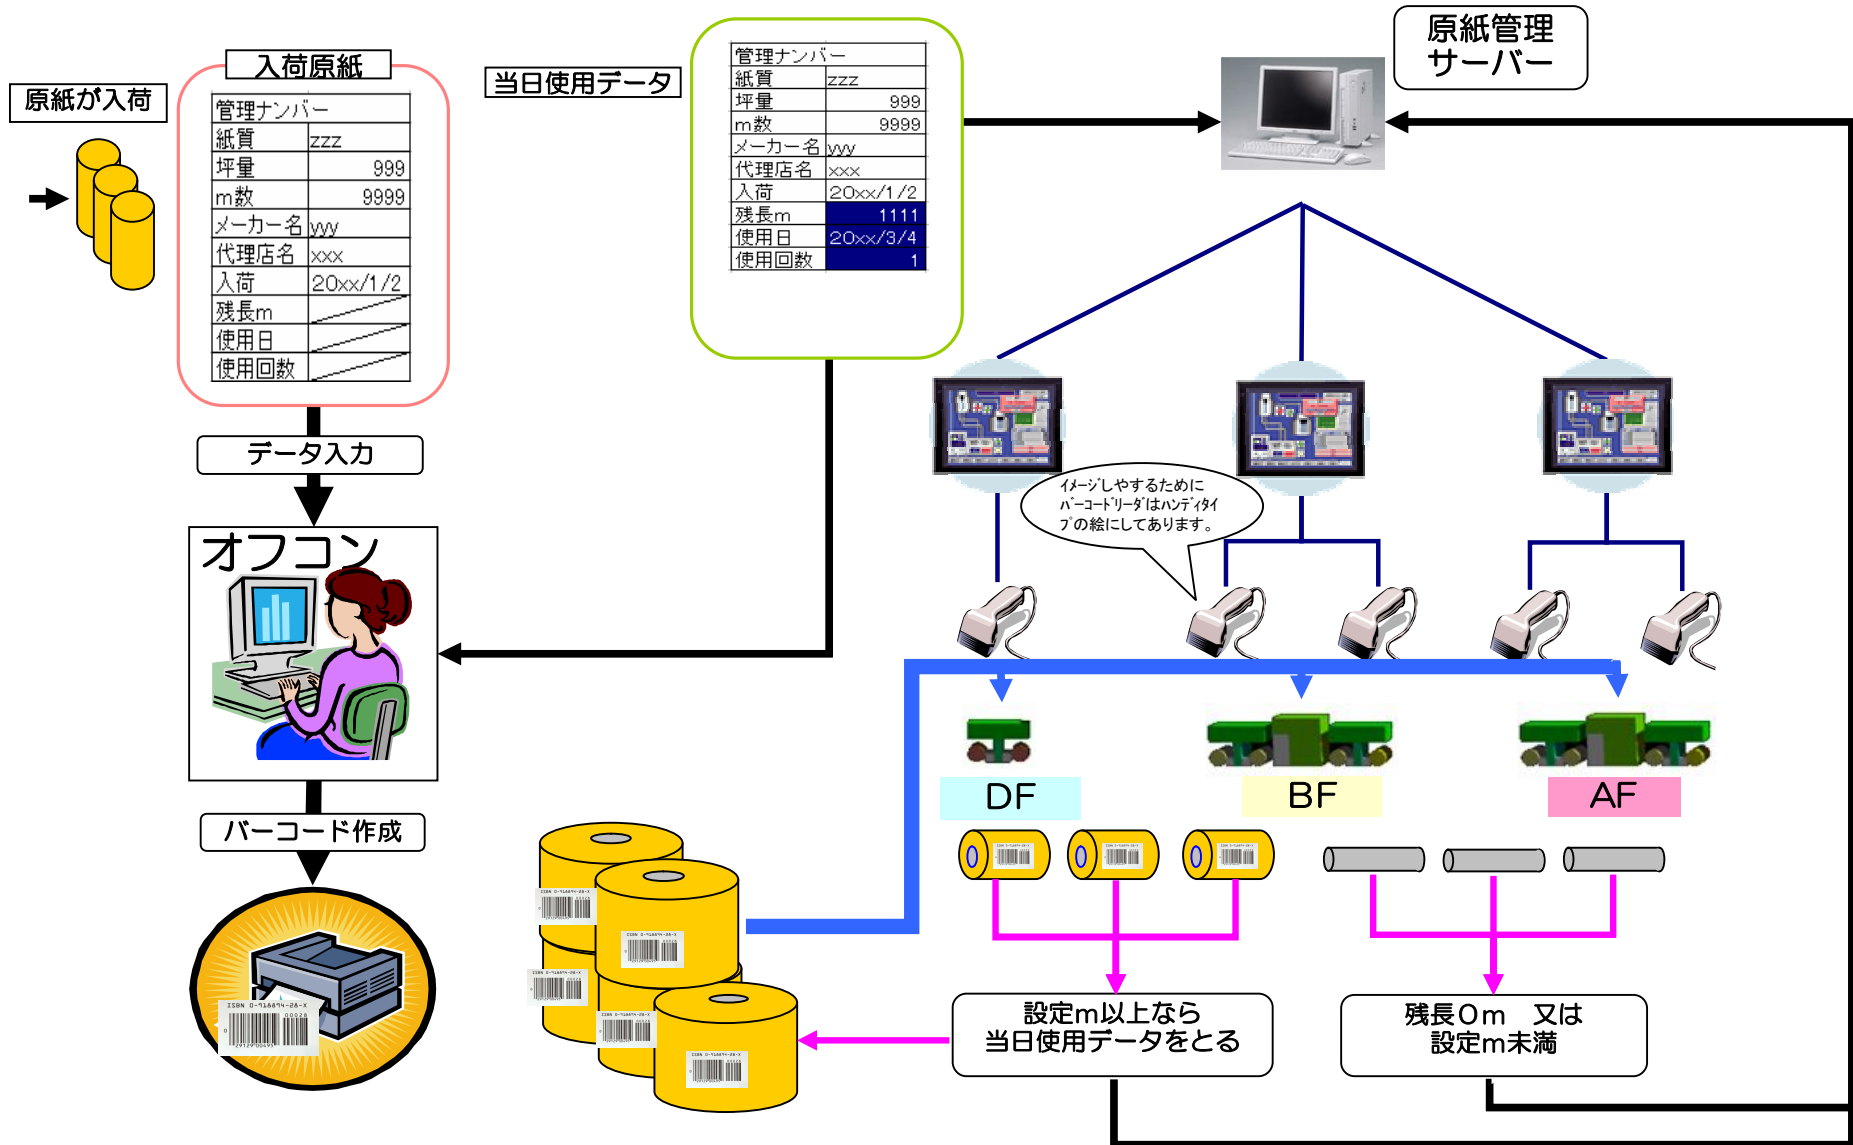 原紙が入荷
入荷原紙
管理ナンバー
紙質 zzz
坪量 999
m数 9999
メーカー名 yyy
代理店名 xxx
入荷 20xx/1/2
残長m
使用日
使用回数
データ入力
オフコン
バーコード作成
ISBN 0-918894-28-X
00028
当日使用データ
管理ナンバー
紙質 zzz
坪量 999
m数 9999
メーカー名 yyy
代理店名 xxx
入荷 20xx/1/2
残長m 1111
使用日 20xx/3/4
使用回数 1
原紙管理
サーバー
ｲﾒｰｼﾞしやするために
ﾊﾞｰｺｰﾄﾞﾘｰﾀﾞはﾊﾝﾃﾞｨﾀｲ
ﾌﾟの絵にしてあります。
DF
BF
AF
設定m以上なら
当日使用データをとる
残長0m 又は
設定m未満